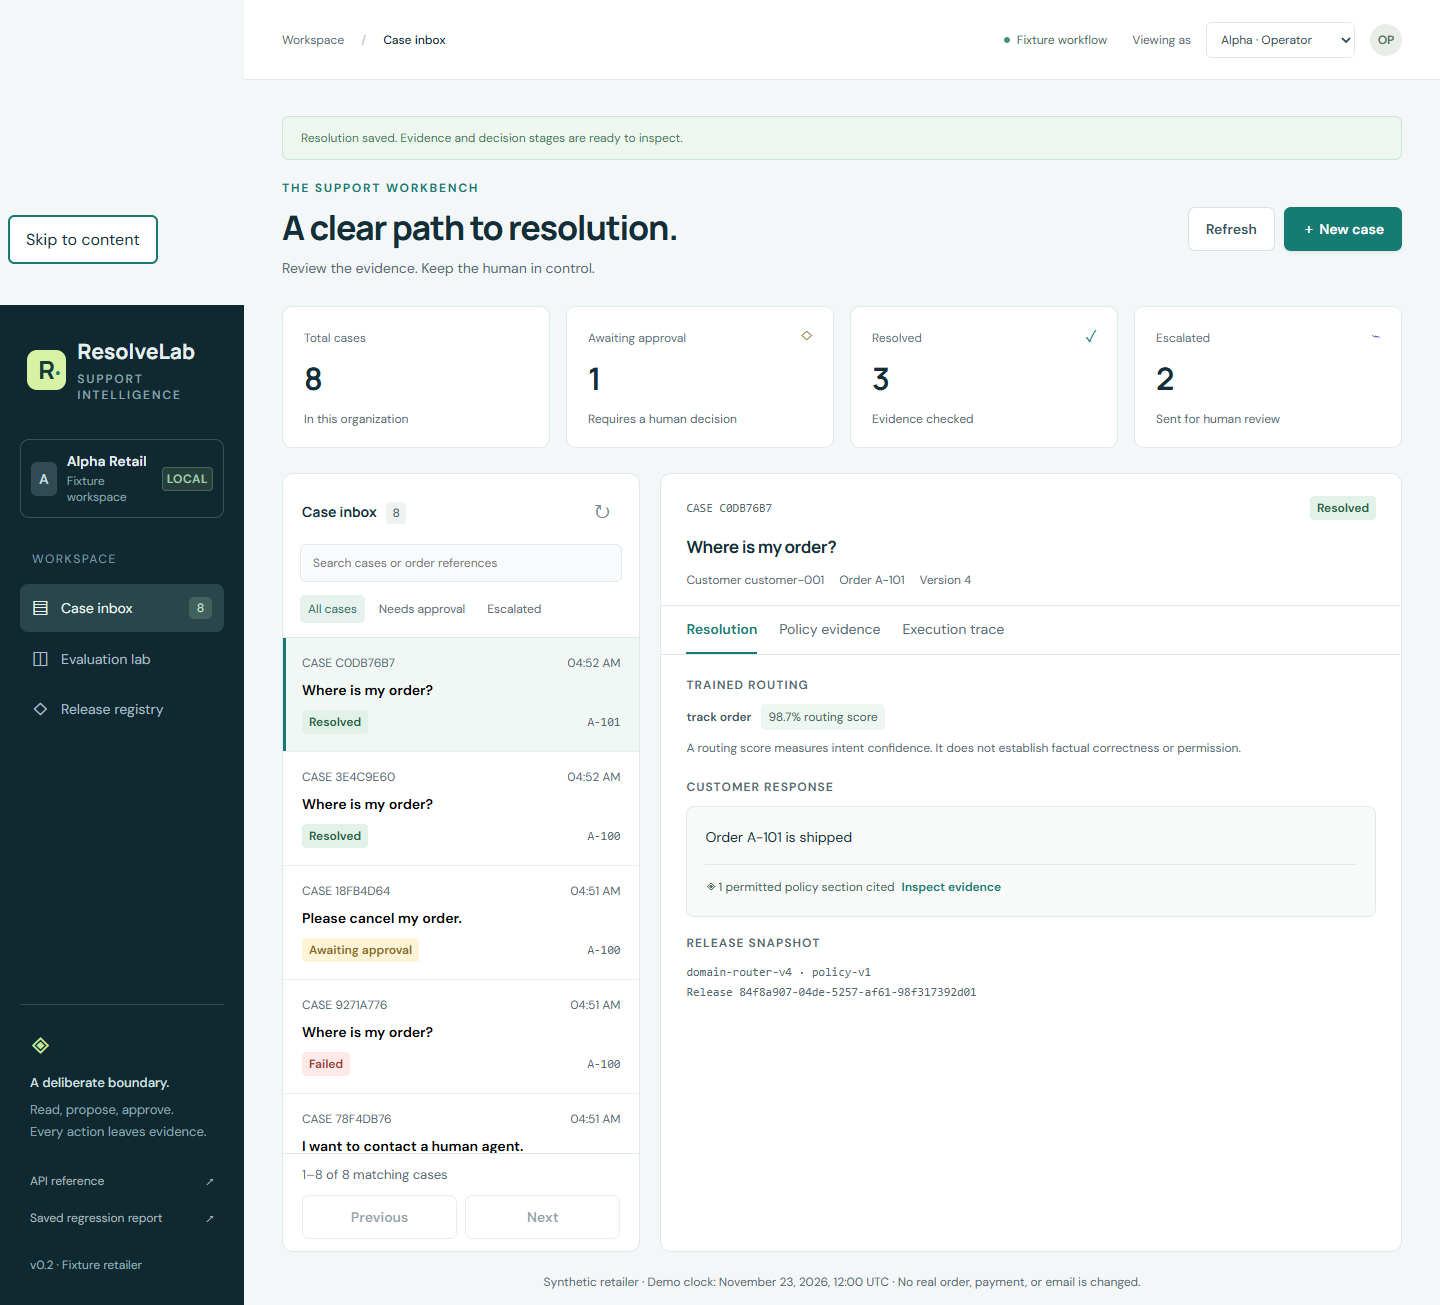 Workspace / Case inbox
Fixture workflow
Viewing as
Alpha · Operator
OP
Resolution saved. Evidence and decision stages are ready to inspect.
THE SUPPORT WORKBENCH
A clear path to resolution.
Review the evidence. Keep the human in control.
Refresh
+ New case
Skip to content
R.
ResolveLab
SUPPORT
INTELLIGENCE
A
Alpha Retail
Fixture
workspace
LOCAL
WORKSPACE
Case inbox 8
Evaluation lab
Release registry
A deliberate boundary.
Read, propose, approve.
Every action leaves evidence.
API reference ↗
Saved regression report ↗
v0.2 · Fixture retailer
Total cases
8
In this organization
Awaiting approval
1
Requires a human decision
Resolved
3
Evidence checked
Escalated
2
Sent for human review
Case inbox 8
Search cases or order references
All cases
Needs approval
Escalated
CASE C0DB76B7 04:52 AM
Where is my order?
Resolved A-101
CASE 3E4C9E60 04:52 AM
Where is my order?
Resolved A-100
CASE 18FB4D64 04:51 AM
Please cancel my order.
Awaiting approval A-100
CASE 9271A776 04:51 AM
Where is my order?
Failed A-100
CASE 78F4DB76 04:51 AM
I want to contact a human agent.
1–8 of 8 matching cases
Previous
Next
CASE C0DB76B7
Resolved
Where is my order?
Customer customer-001 Order A-101 Version 4
Resolution
Policy evidence
Execution trace
TRAINED ROUTING
track order 98.7% routing score
A routing score measures intent confidence. It does not establish factual correctness or permission.
CUSTOMER RESPONSE
Order A-101 is shipped
1 permitted policy section cited Inspect evidence
RELEASE SNAPSHOT
domain-router-v4 · policy-v1
Release 84f8a907-04de-5257-af61-98f317392d01
Synthetic retailer · Demo clock: November 23, 2026, 12:00 UTC · No real order, payment, or email is changed.